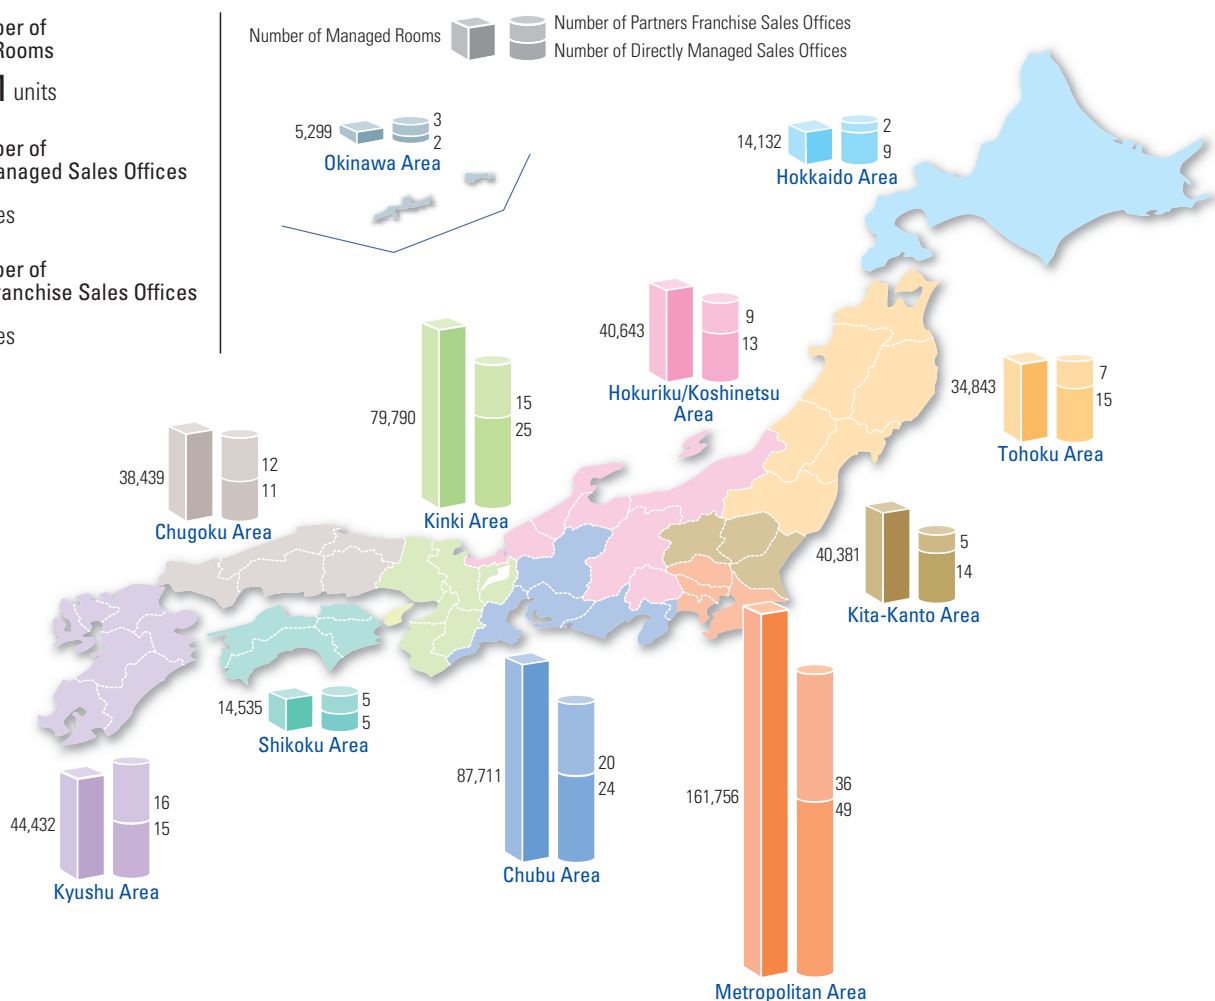 Number of Managed Rooms
Number of Partners Franchise Sales Offices
Number of Directly Managed Sales Offices
ber of
Rooms
units
ber of
anaged Sales Offices
es
ber of
ranchise Sales Offices
es
5,299
3
2
Okinawa Area
14,132
2
9
Hokkaido Area
40,643
9
13
Hokuriku/Koshinetsu
Area
79,790
15
25
Kinki Area
34,843
7
15
Tohoku Area
38,439
12
11
Chugoku Area
40,381
5
14
Kita-Kanto Area
14,535
5
5
Shikoku Area
87,711
20
24
Chubu Area
161,756
36
49
Metropolitan Area
44,432
16
15
Kyushu Area